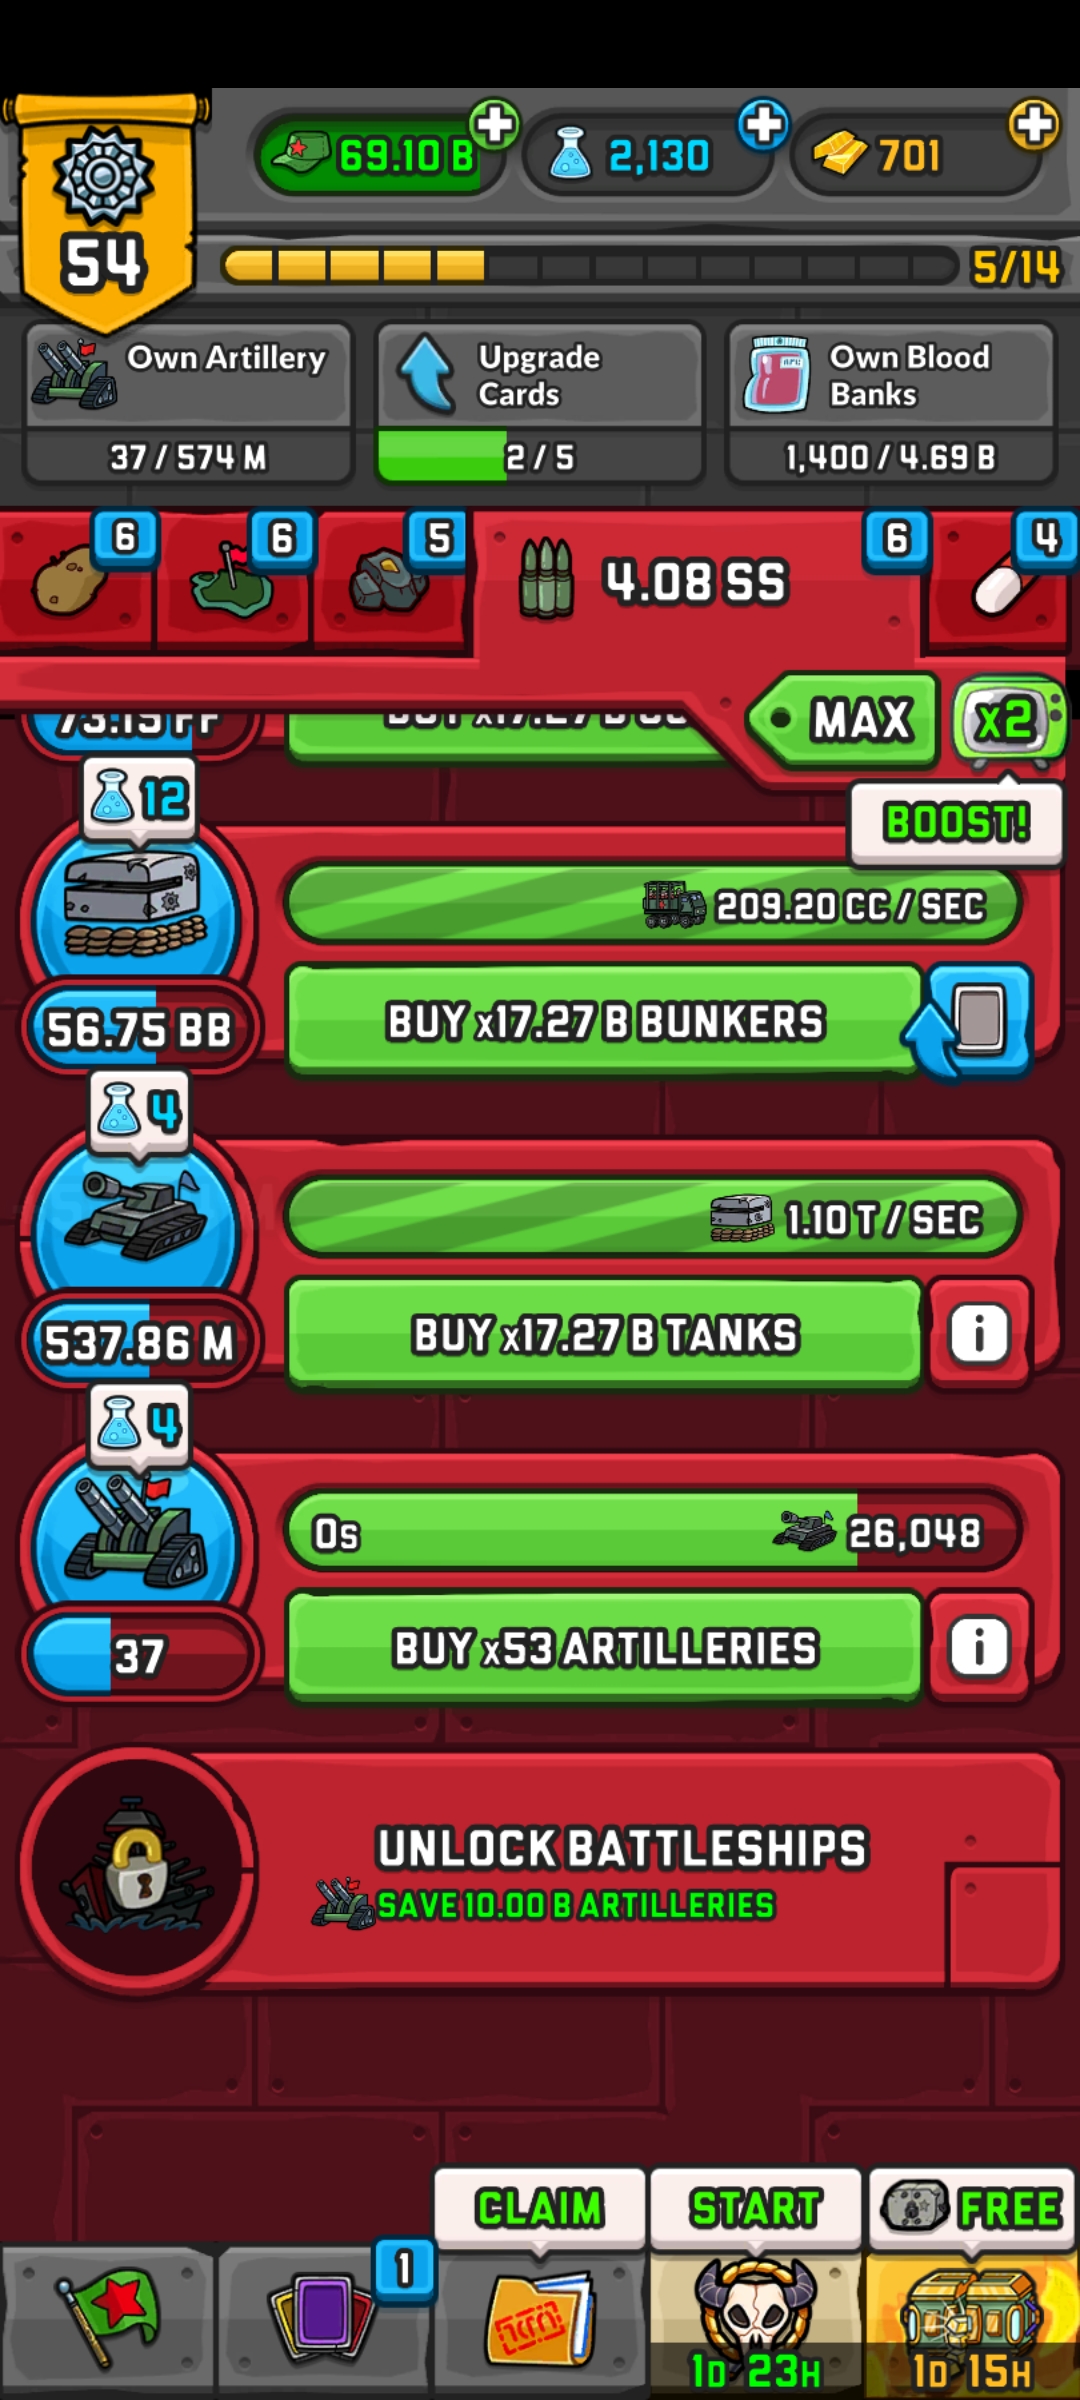 69.10 B
2,130
701
54
5/14
Own Artillery
37 / 574 M
Upgrade
Cards
2 / 5
Own Blood
Banks
1,400 / 4.69 B
6
6
5
4.08 SS
6
4
MAX
x2
BOOST!
12
209.20 CC / SEC
56.75 BB
BUY x17.27 B BUNKERS
4
1.10 T / SEC
537.86 M
BUY x17.27 B TANKS
i
4
0s
26,048
37
BUY x53 ARTILLERIES
i
UNLOCK BATTLESHIPS
SAVE 10.00 B ARTILLERIES
CLAIM
START
FREE
1
1D 23H
1D 15H